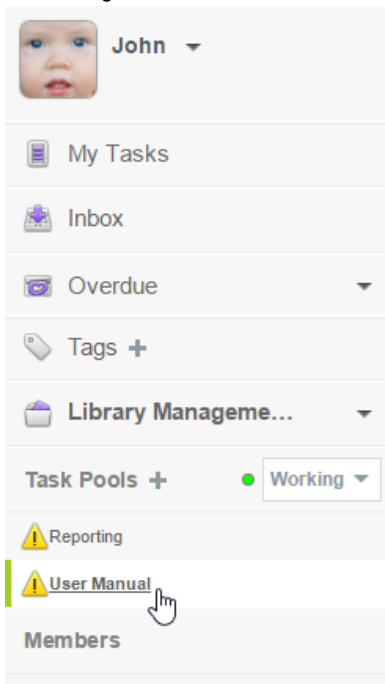 John
My Tasks
Inbox
Overdue
Tags +
Library Manageme...
Task Pools + Working
Reporting
User Manual
Members